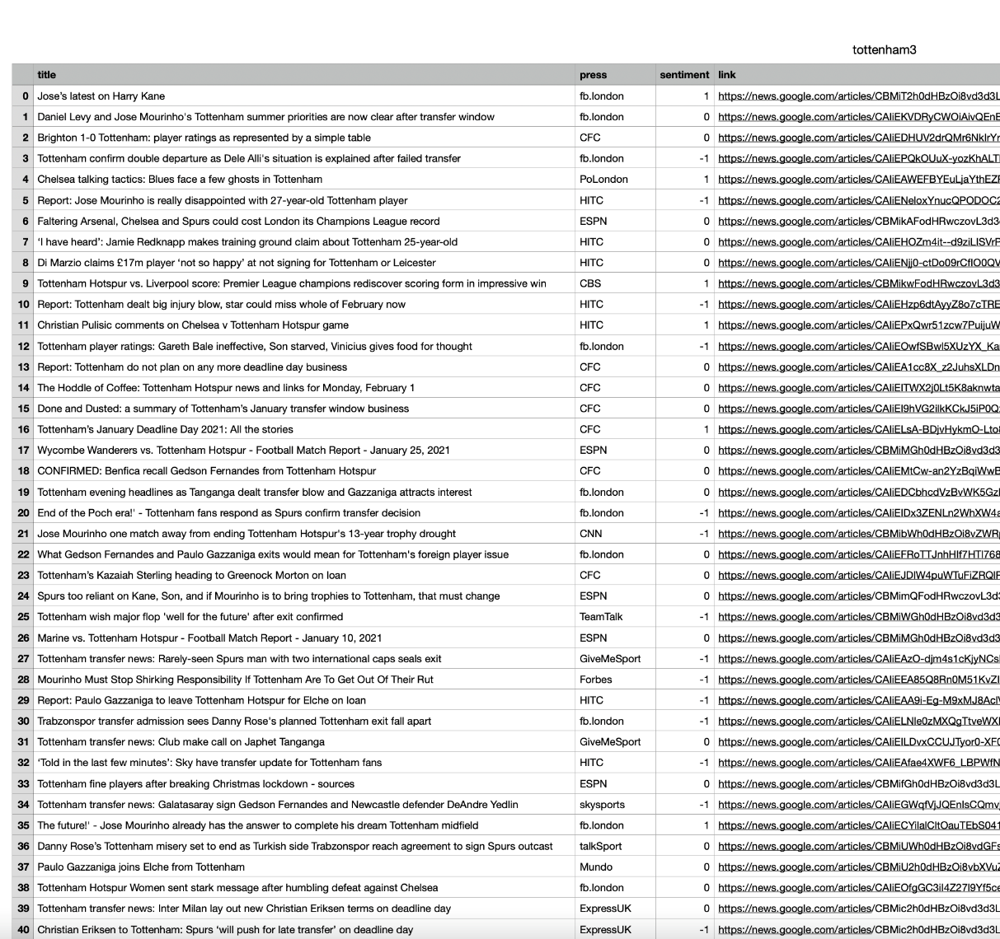 tottenham3
title press sentiment link
0 Jose's latest on Harry Kane fb.london 1 https://news.google.com/articles/CBMiT2h0dHBzOi8vd3d3L
1 Daniel Levy and Jose Mourinho's Tottenham summer priorities are now clear after transfer window fb.london 0 https://news.google.com/articles/CAIiEKVDRyCWOiAivQEnE
2 Brighton 1-0 Tottenham: player ratings as represented by a simple table CFC 0 https://news.google.com/articles/CAIiEDHUV2drQMr6NkIrYr
3 Tottenham confirm double departure as Dele Alli's situation is explained after failed transfer fb.london -1 https://news.google.com/articles/CAIiEPQkOUuX-yozKhALT
4 Chelsea talking tactics: Blues face a few ghosts in Tottenham PoLondon 1 https://news.google.com/articles/CAIiEAWEFBYEuLjaYthEZF
5 Report: Jose Mourinho is really disappointed with 27-year-old Tottenham player HITC -1 https://news.google.com/articles/CAIiENeloxYnucQPODOC2
6 Faltering Arsenal, Chelsea and Spurs could cost London its Champions League record ESPN 0 https://news.google.com/articles/CBMikAFodHRwczovL3d3
7 'I have heard': Jamie Redknapp makes training ground claim about Tottenham 25-year-old HITC 0 https://news.google.com/articles/CAIiEHOZm4it--d9ziLISVrP
8 Di Marzio claims £17m player 'not so happy' at not signing for Tottenham or Leicester HITC 0 https://news.google.com/articles/CAIiENjj0-ctDo09rCfIO0QV
9 Tottenham Hotspur vs. Liverpool score: Premier League champions rediscover scoring form in impressive win CBS 1 https://news.google.com/articles/CBMikwFodHRwczovL3d3
10 Report: Tottenham dealt big injury blow, star could miss whole of February now HITC -1 https://news.google.com/articles/CAIiEHzp6dtAyyZ8o7cTRE
11 Christian Pulisic comments on Chelsea v Tottenham Hotspur game HITC 1 https://news.google.com/articles/CAIiEPxQwr51zcw7PuijuW
12 Tottenham player ratings: Gareth Bale ineffective, Son starved, Vinicius gives food for thought fb.london -1 https://news.google.com/articles/CAIiEOwfSBwl5XUzYX_Ka
13 Report: Tottenham do not plan on any more deadline day business CFC 0 https://news.google.com/articles/CAIiEA1cc8X_z2JuhsXLDn
14 The Hoddle of Coffee: Tottenham Hotspur news and links for Monday, February 1 CFC 0 https://news.google.com/articles/CAIiEITWX2j0Lt5K8aknwta
15 Done and Dusted: a summary of Tottenham's January transfer window business CFC 0 https://news.google.com/articles/CAIiEI9hVG2ilkKCkJ5iP0Q
16 Tottenham's January Deadline Day 2021: All the stories CFC 1 https://news.google.com/articles/CAIiELsA-BDjvHykmO-Lto
17 Wycombe Wanderers vs. Tottenham Hotspur - Football Match Report - January 25, 2021 ESPN 0 https://news.google.com/articles/CBMiMGh0dHBzOi8vd3d3
18 CONFIRMED: Benfica recall Gedson Fernandes from Tottenham Hotspur CFC 0 https://news.google.com/articles/CAIiEMtCw-an2YzBqiWwB
19 Tottenham evening headlines as Tanganga dealt transfer blow and Gazzaniga attracts interest fb.london 0 https://news.google.com/articles/CAIiEDCbhcdVzBvWK5Gz
20 End of the Poch era!' - Tottenham fans respond as Spurs confirm transfer decision fb.london -1 https://news.google.com/articles/CAIiEIDx3ZENLn2WhXW4
21 Jose Mourinho one match away from ending Tottenham Hotspur's 13-year trophy drought CNN -1 https://news.google.com/articles/CBMibWh0dHBzOi8vZWR
22 What Gedson Fernandes and Paulo Gazzaniga exits would mean for Tottenham's foreign player issue fb.london 0 https://news.google.com/articles/CAIiEFRoTTJnhHIf7HTl768
23 Tottenham's Kazaiah Sterling heading to Greenock Morton on loan CFC 0 https://news.google.com/articles/CAIiEJDlW4puWTuFiZRQIF
24 Spurs too reliant on Kane, Son, and if Mourinho is to bring trophies to Tottenham, that must change ESPN 0 https://news.google.com/articles/CBMimQFodHRwczovL3d
25 Tottenham wish major flop 'well for the future' after exit confirmed TeamTalk -1 https://news.google.com/articles/CBMiWGh0dHBzOi8vd3d3
26 Marine vs. Tottenham Hotspur - Football Match Report - January 10, 2021 ESPN 0 https://news.google.com/articles/CBMiMGh0dHBzOi8vd3d3
27 Tottenham transfer news: Rarely-seen Spurs man with two international caps seals exit GiveMeSport -1 https://news.google.com/articles/CAIiEAzO-djm4s1cKjyNCs
28 Mourinho Must Stop Shirking Responsibility If Tottenham Are To Get Out Of Their Rut Forbes -1 https://news.google.com/articles/CAIiEEA85Q8Rn0M51KvZI
29 Report: Paulo Gazzaniga to leave Tottenham Hotspur for Elche on loan HITC -1 https://news.google.com/articles/CAIiEAA9i-Eg-M9xMJ8Acl
30 Trabzonspor transfer admission sees Danny Rose's planned Tottenham exit fall apart fb.london -1 https://news.google.com/articles/CAIiELNle0zMXQgTtveWX
31 Tottenham transfer news: Club make call on Japhet Tanganga GiveMeSport 0 https://news.google.com/articles/CAIiEILDvxCCUJTyor0-XF
32 'Told in the last few minutes': Sky have transfer update for Tottenham fans HITC -1 https://news.google.com/articles/CAIiEAfae4XWF6_LBPWfN
33 Tottenham fine players after breaking Christmas lockdown - sources ESPN 0 https://news.google.com/articles/CBMifGh0dHBzOi8vd3d3L
34 Tottenham transfer news: Galatasaray sign Gedson Fernandes and Newcastle defender DeAndre Yedlin skysports -1 https://news.google.com/articles/CAIiEGWqfVjJQEnIsCQmv
35 The future!' - Jose Mourinho already has the answer to complete his dream Tottenham midfield fb.london 1 https://news.google.com/articles/CAIiECYilalCltOauTEbS041
36 Danny Rose's Tottenham misery set to end as Turkish side Trabzonspor reach agreement to sign Spurs outcast talkSport 0 https://news.google.com/articles/CBMiUWh0dHBzOi8vdGFs
37 Paulo Gazzaniga joins Elche from Tottenham Mundo 0 https://news.google.com/articles/CBMiU2h0dHBzOi8vbXVuZ
38 Tottenham Hotspur Women sent stark message after humbling defeat against Chelsea fb.london 0 https://news.google.com/articles/CAIiEOfgGC3iI4Z27I9Yf5ce
39 Tottenham transfer news: Inter Milan lay out new Christian Eriksen terms on deadline day ExpressUK 0 https://news.google.com/articles/CBMic2h0dHBzOi8vd3d3L
40 Christian Eriksen to Tottenham: Spurs 'will push for late transfer' on deadline day ExpressUK -1 https://news.google.com/articles/CBMic2h0dHBzOi8vd3d3L